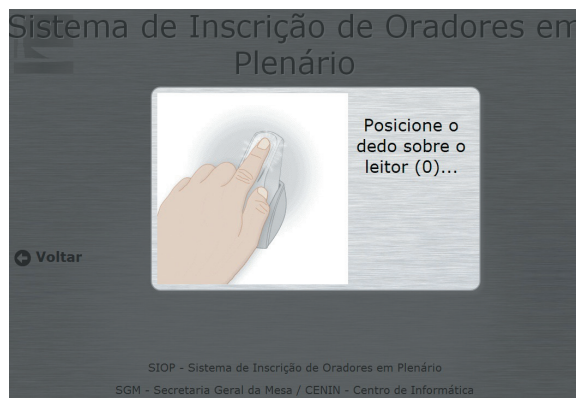 Sistema de Inscrição de Oradores em
Plenário
Posicione o
dedo sobre o
leitor (0)...
Voltar
SIOP - Sistema de Inscrição de Oradores em Plenário
SGM - Secretaria Geral da Mesa / CENIN - Centro de Informática